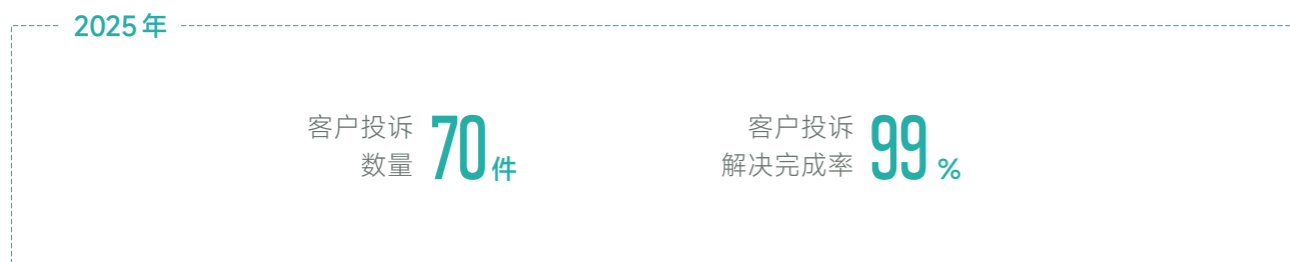 2025年
客户投诉
数量
70件
客户投诉
解决完成率
99%